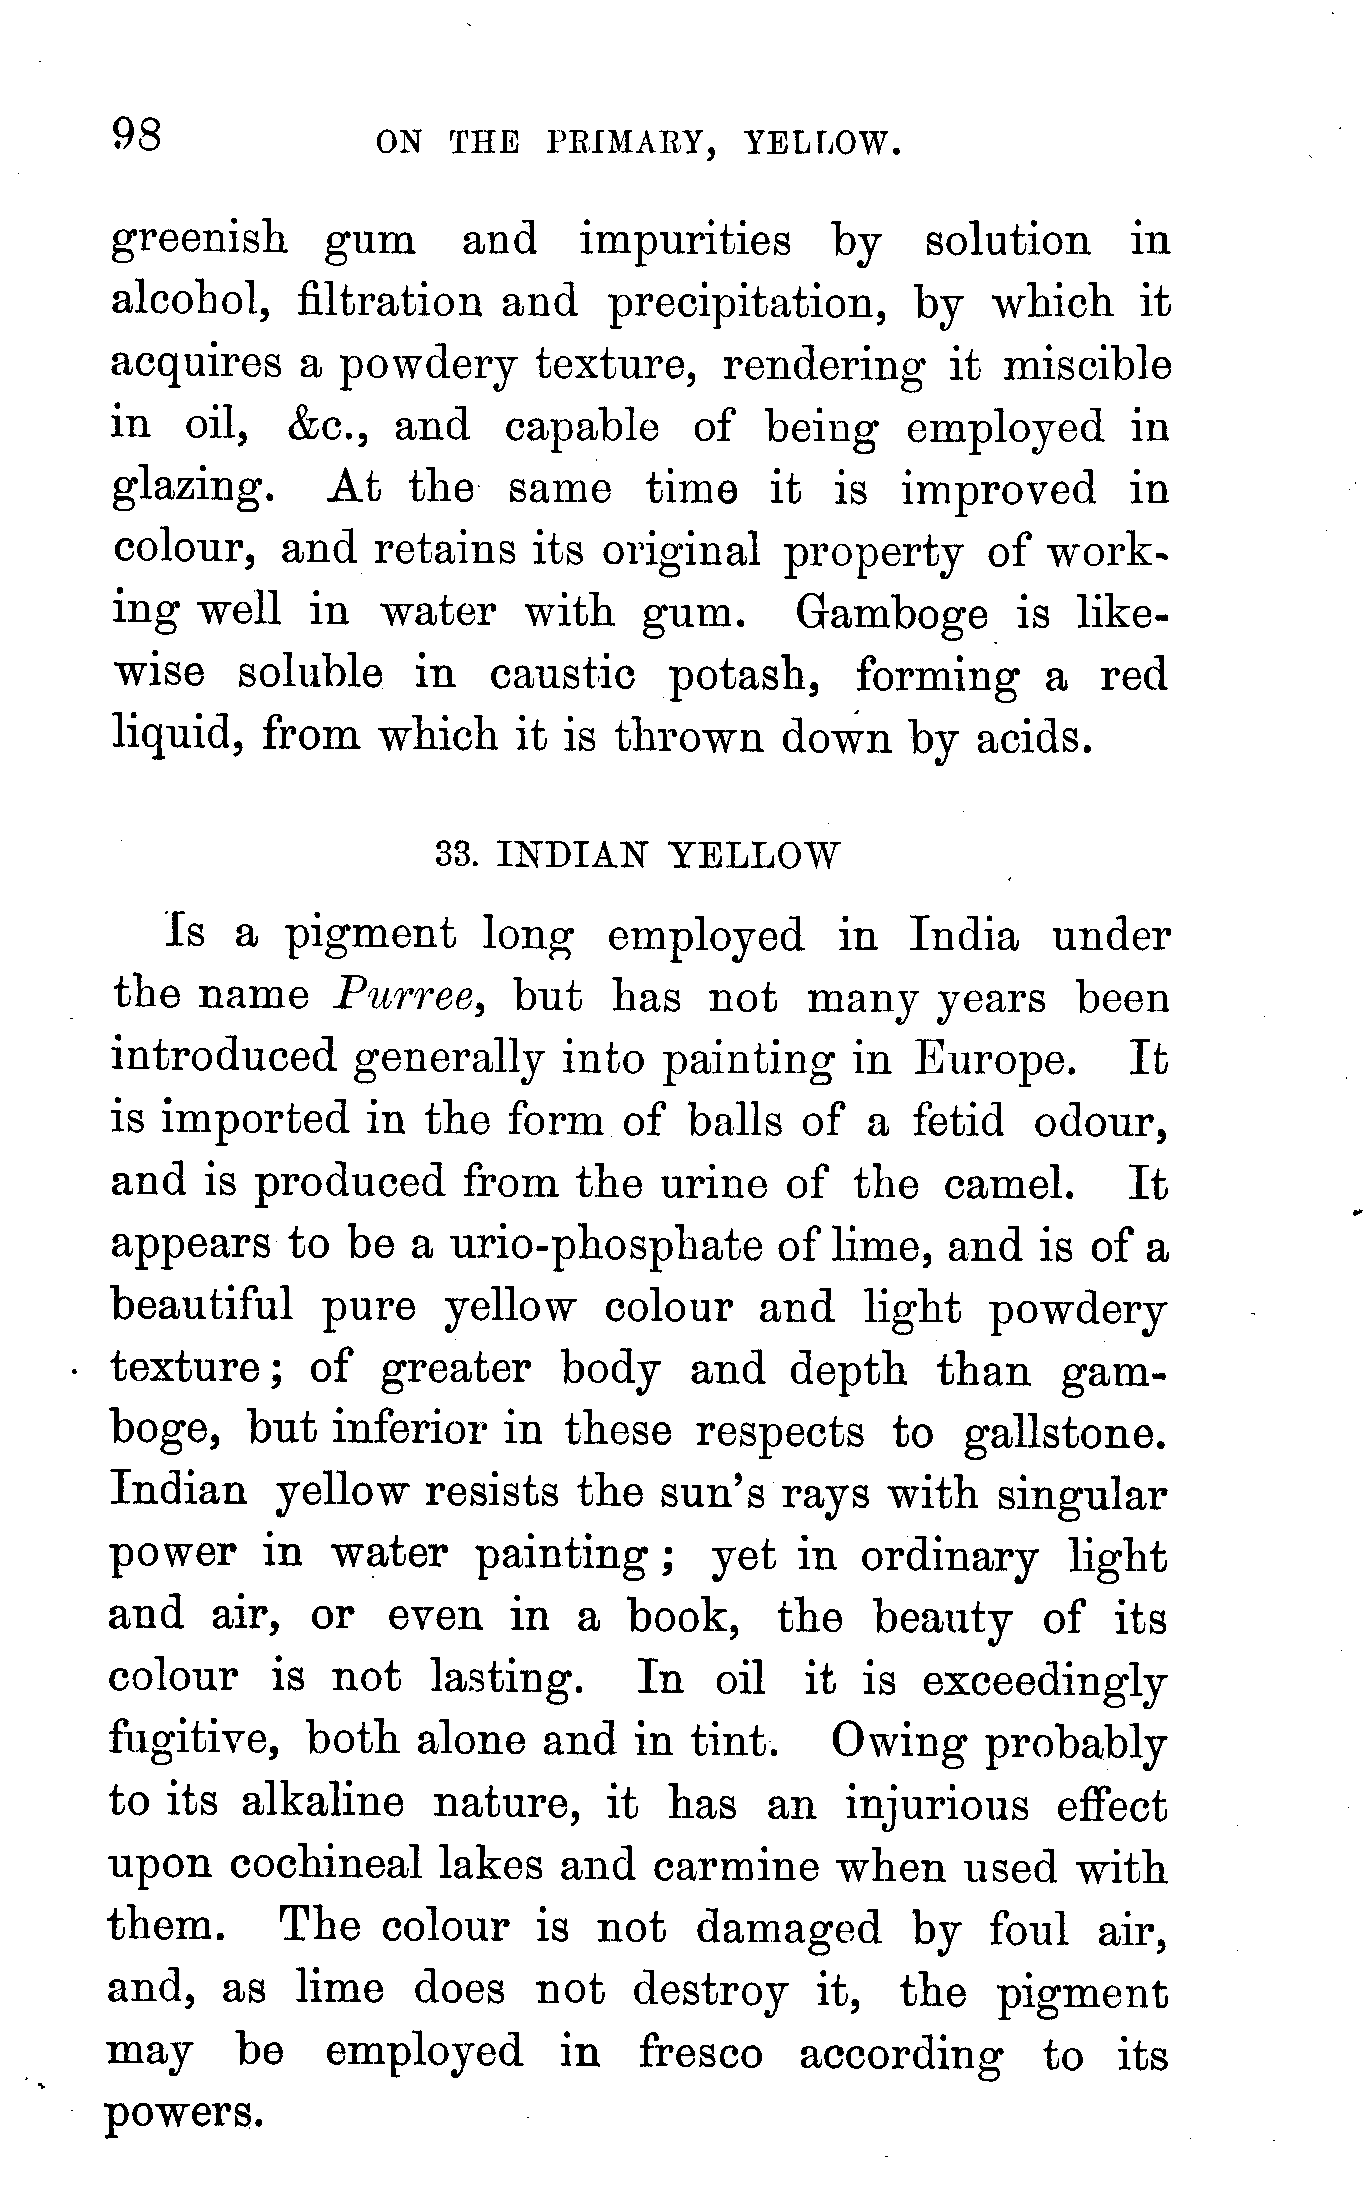 98 ON THE PRIMARY, YELLOW.
greenish gum and impurities by solution in
alcohol, filtration and precipitation, by which it
acquires a powdery texture, rendering it miscible
in oil, &c., and capable of being employed in
glazing. At the same time it is improved in
colour, and retains its original property of work-
ing well in water with gum. Gamboge is like-
wise soluble in caustic potash, forming a red
liquid, from which it is thrown down by acids.
33. INDIAN YELLOW
Is a pigment long employed in India under
the name Purree, but has not many years been
introduced generally into painting in Europe. It
is imported in the form of balls of a fetid odour,
and is produced from the urine of the camel. It
appears to be a urio-phosphate of lime, and is of a
beautiful pure yellow colour and light powdery
texture; of greater body and depth than gam-
boge, but inferior in these respects to gallstone.
Indian yellow resists the sun's rays with singular
power in water painting; yet in ordinary light
and air, or even in a book, the beauty of its
colour is not lasting. In oil it is exceedingly
fugitive, both alone and in tint. Owing probably
to its alkaline nature, it has an injurious effect
upon cochineal lakes and carmine when used with
them. The colour is not damaged by foul air,
and, as lime does not destroy it, the pigment
may be employed in fresco according to its
powers.